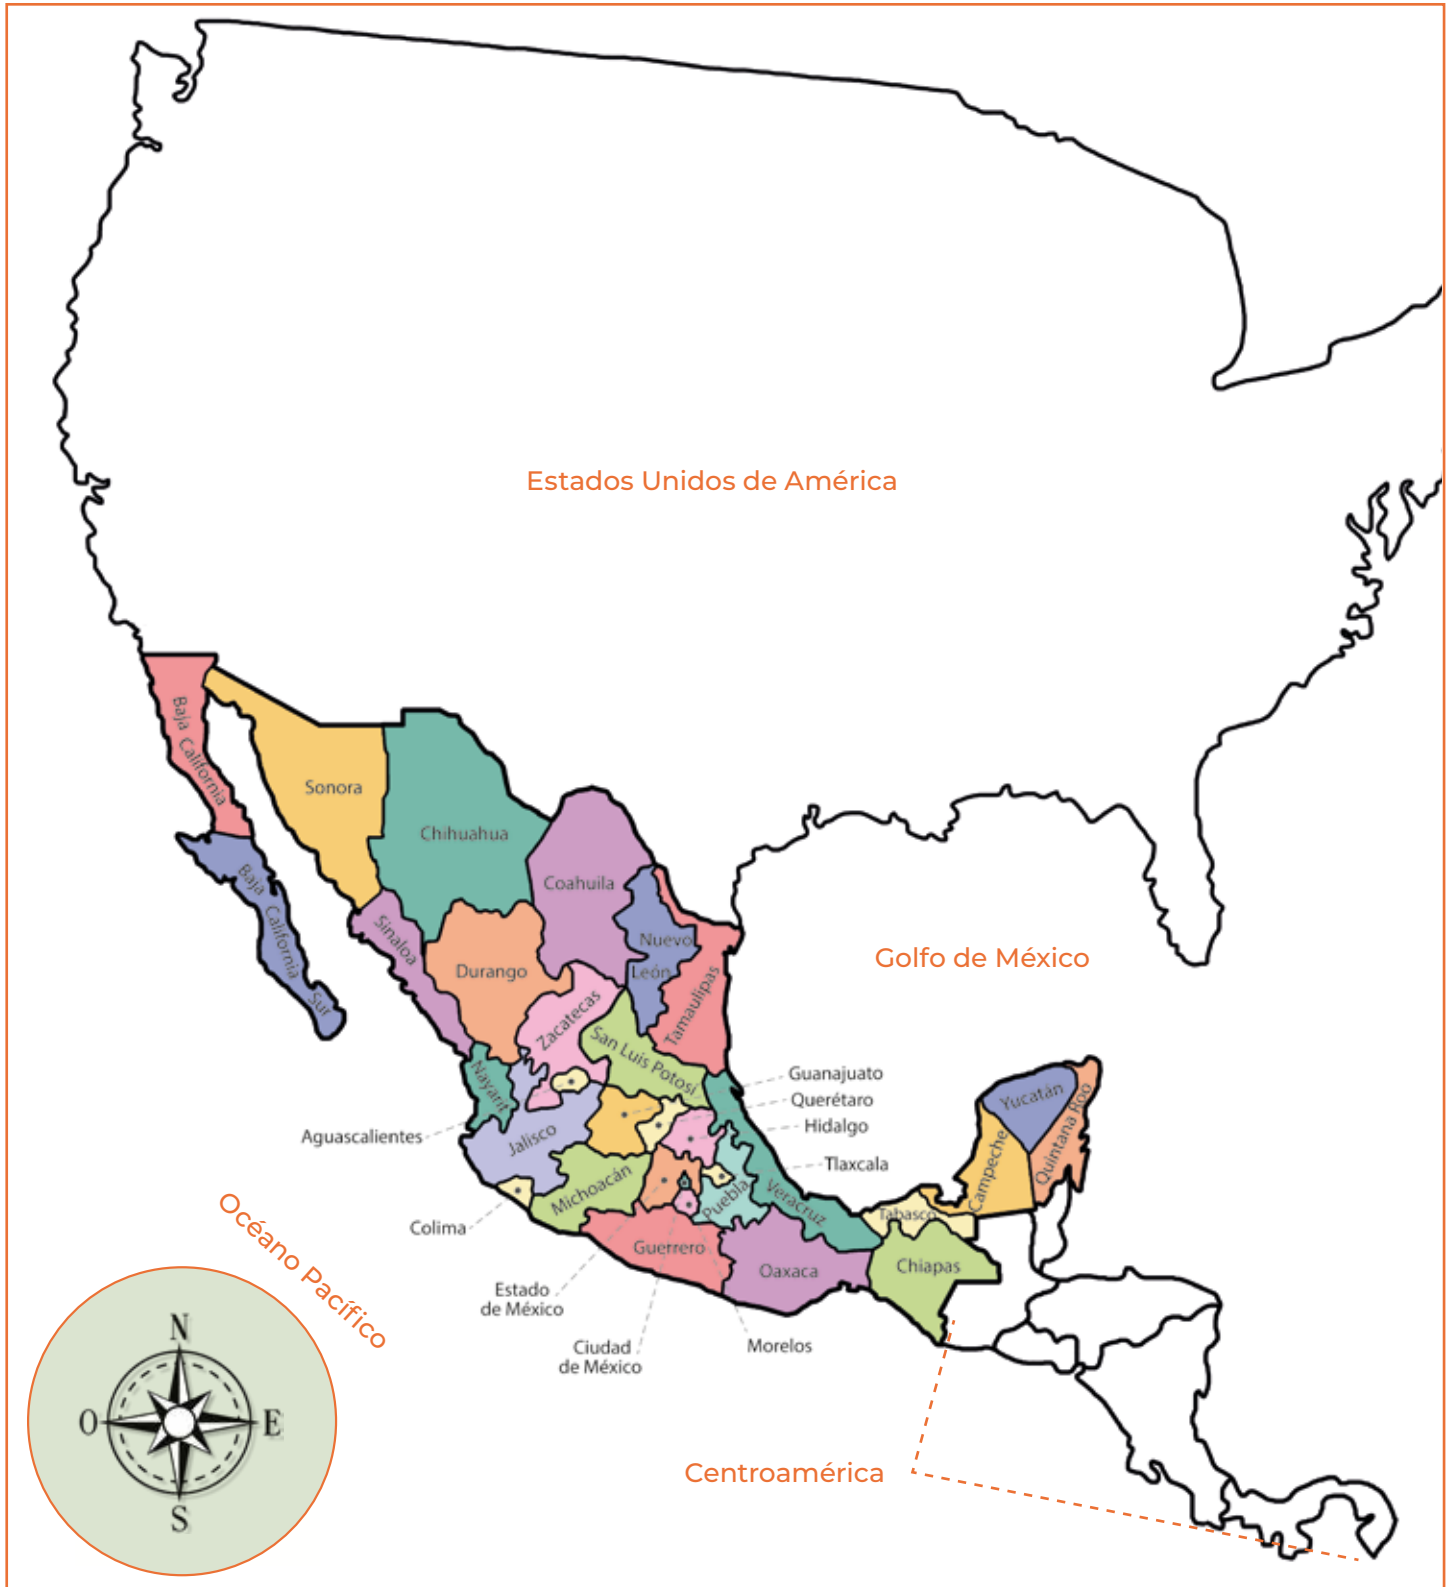 Estados Unidos de América
Baja California
Sonora
Chihuahua
Coahuila
Baja California Sur
Sinaloa
Durango
Nuevo
León
Tamaulipas
Golfo de México
Zacatecas
San Luis Potosí
Nayarit
Guanajuato
Querétaro
Hidalgo
Tlaxcala
Yucatán
Quintana Roo
Campeche
Aguascalientes
Jalisco
Michoacán
Puebla
Veracruz
Tabasco
Colima
Guerrero
Oaxaca
Chiapas
Océano Pacífico
Estado
de México
Ciudad
de México
Morelos
Centroamérica
N
O
E
S